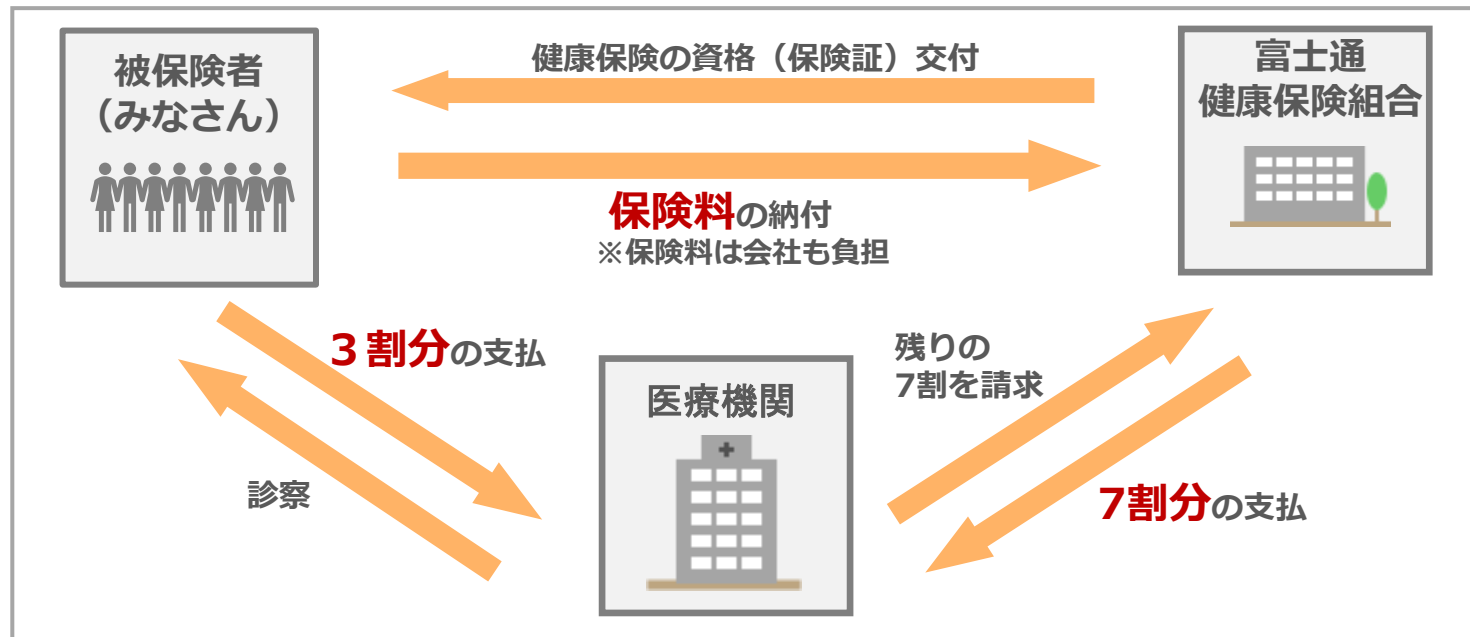 被保険者
（みなさん）
健康保険の資格（保険証）交付
富士通
健康保険組合
保険料の納付
※保険料は会社も負担
３割分の支払
診察
医療機関
残りの
7割を請求
7割分の支払